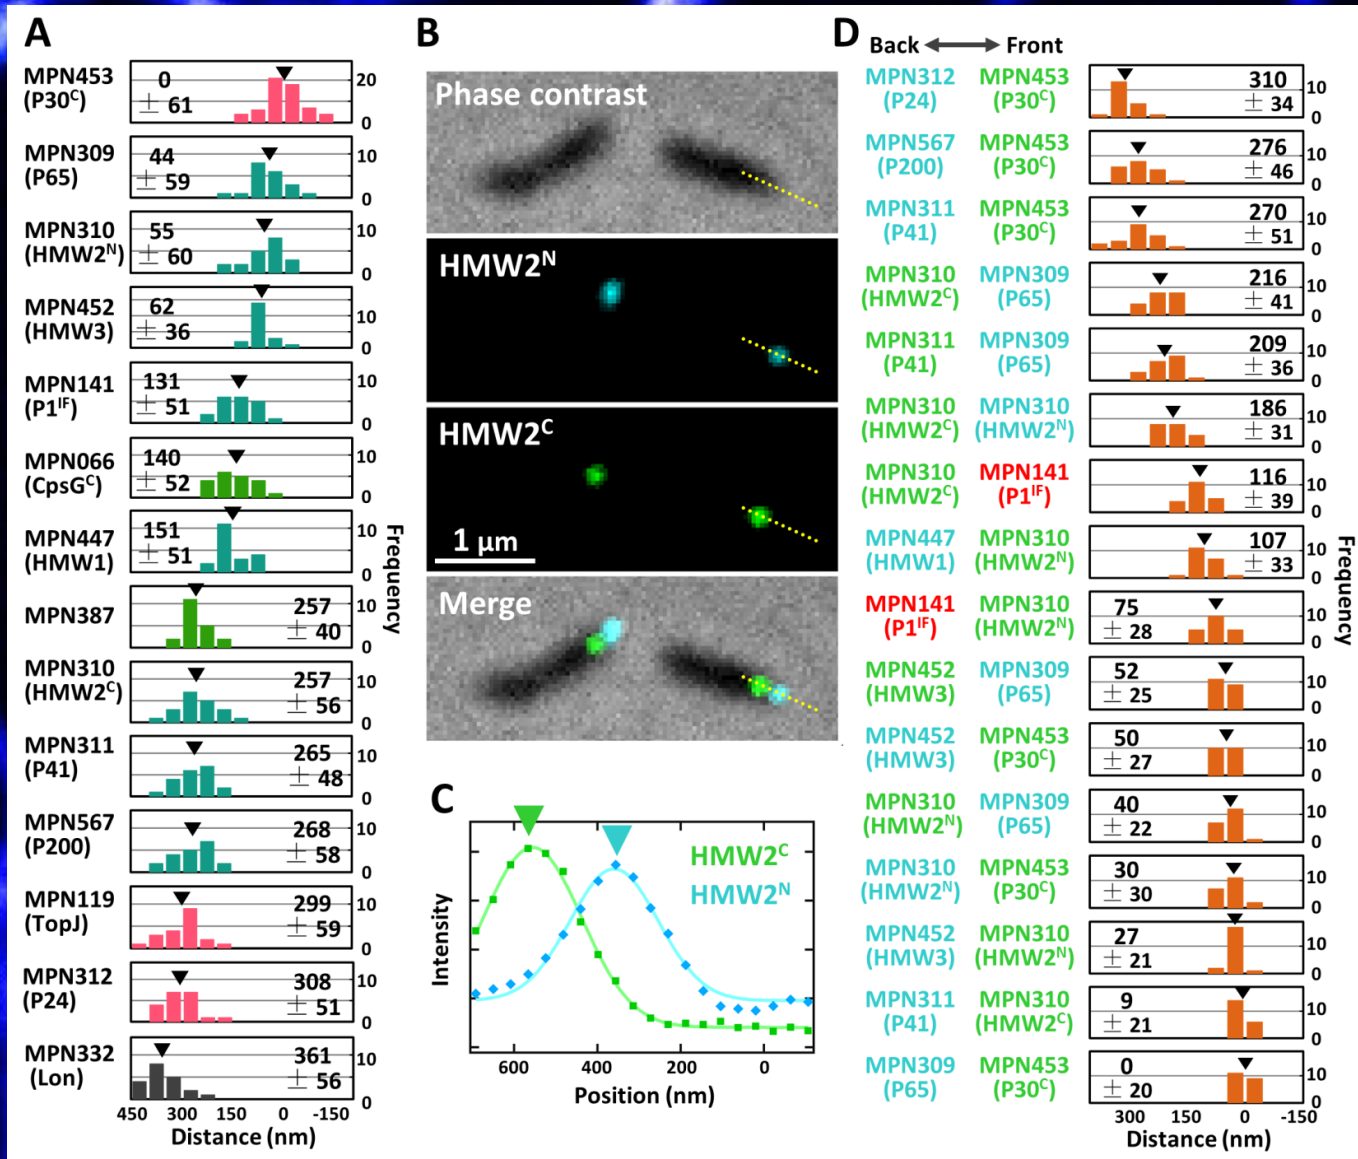 A
MPN453
(P30ᶜ)
0
± 61
20
10
0
MPN309
(P65)
44
± 59
10
0
MPN310
(HMW2ᴺ)
55
± 60
10
0
MPN452
(HMW3)
62
± 36
10
0
MPN141
(P1ᴵᶠ)
131
± 51
10
0
MPN066
(CpsGᶜ)
140
± 52
10
0
MPN447
(HMW1)
151
± 51
10
0
MPN387
257
± 40
10
0
MPN310
(HMW2ᶜ)
257
± 56
10
0
MPN311
(P41)
265
± 48
10
0
MPN567
(P200)
268
± 58
10
0
MPN119
(TopJ)
299
± 59
10
0
MPN312
(P24)
308
± 51
10
0
MPN332
(Lon)
361
± 56
10
0
450 300 150 0 -150
Distance (nm)
Frequency
B
Phase contrast
HMW2ᴺ
HMW2ᶜ
1 µm
Merge
C
HMW2ᶜ
HMW2ᴺ
Intensity
600 400 200 0
Position (nm)
D
Back Front
MPN312 MPN453
(P24) (P30ᶜ)
310
± 34
10
0
MPN567 MPN453
(P200) (P30ᶜ)
276
± 46
10
0
MPN311 MPN453
(P41) (P30ᶜ)
270
± 51
10
0
MPN310 MPN309
(HMW2ᶜ) (P65)
216
± 41
10
0
MPN311 MPN309
(P41) (P65)
209
± 36
10
0
MPN310 MPN310
(HMW2ᶜ) (HMW2ᴺ)
186
± 31
10
0
MPN310 MPN141
(HMW2ᶜ) (P1ᴵᶠ)
116
± 39
10
0
MPN447 MPN310
(HMW1) (HMW2ᴺ)
107
± 33
10
0
MPN141 MPN310
(P1ᴵᶠ) (HMW2ᴺ)
75
± 28
10
0
MPN452 MPN309
(HMW3) (P65)
52
± 25
10
0
MPN452 MPN453
(HMW3) (P30ᶜ)
50
± 27
10
0
MPN310 MPN309
(HMW2ᴺ) (P65)
40
± 22
10
0
MPN310 MPN453
(HMW2ᴺ) (P30ᶜ)
30
± 30
10
0
MPN452 MPN310
(HMW3) (HMW2ᴺ)
27
± 21
10
0
MPN311 MPN310
(P41) (HMW2ᶜ)
9
± 21
10
0
MPN309 MPN453
(P65) (P30ᶜ)
0
± 20
10
0
300 150 0 -150
Distance (nm)
Frequency